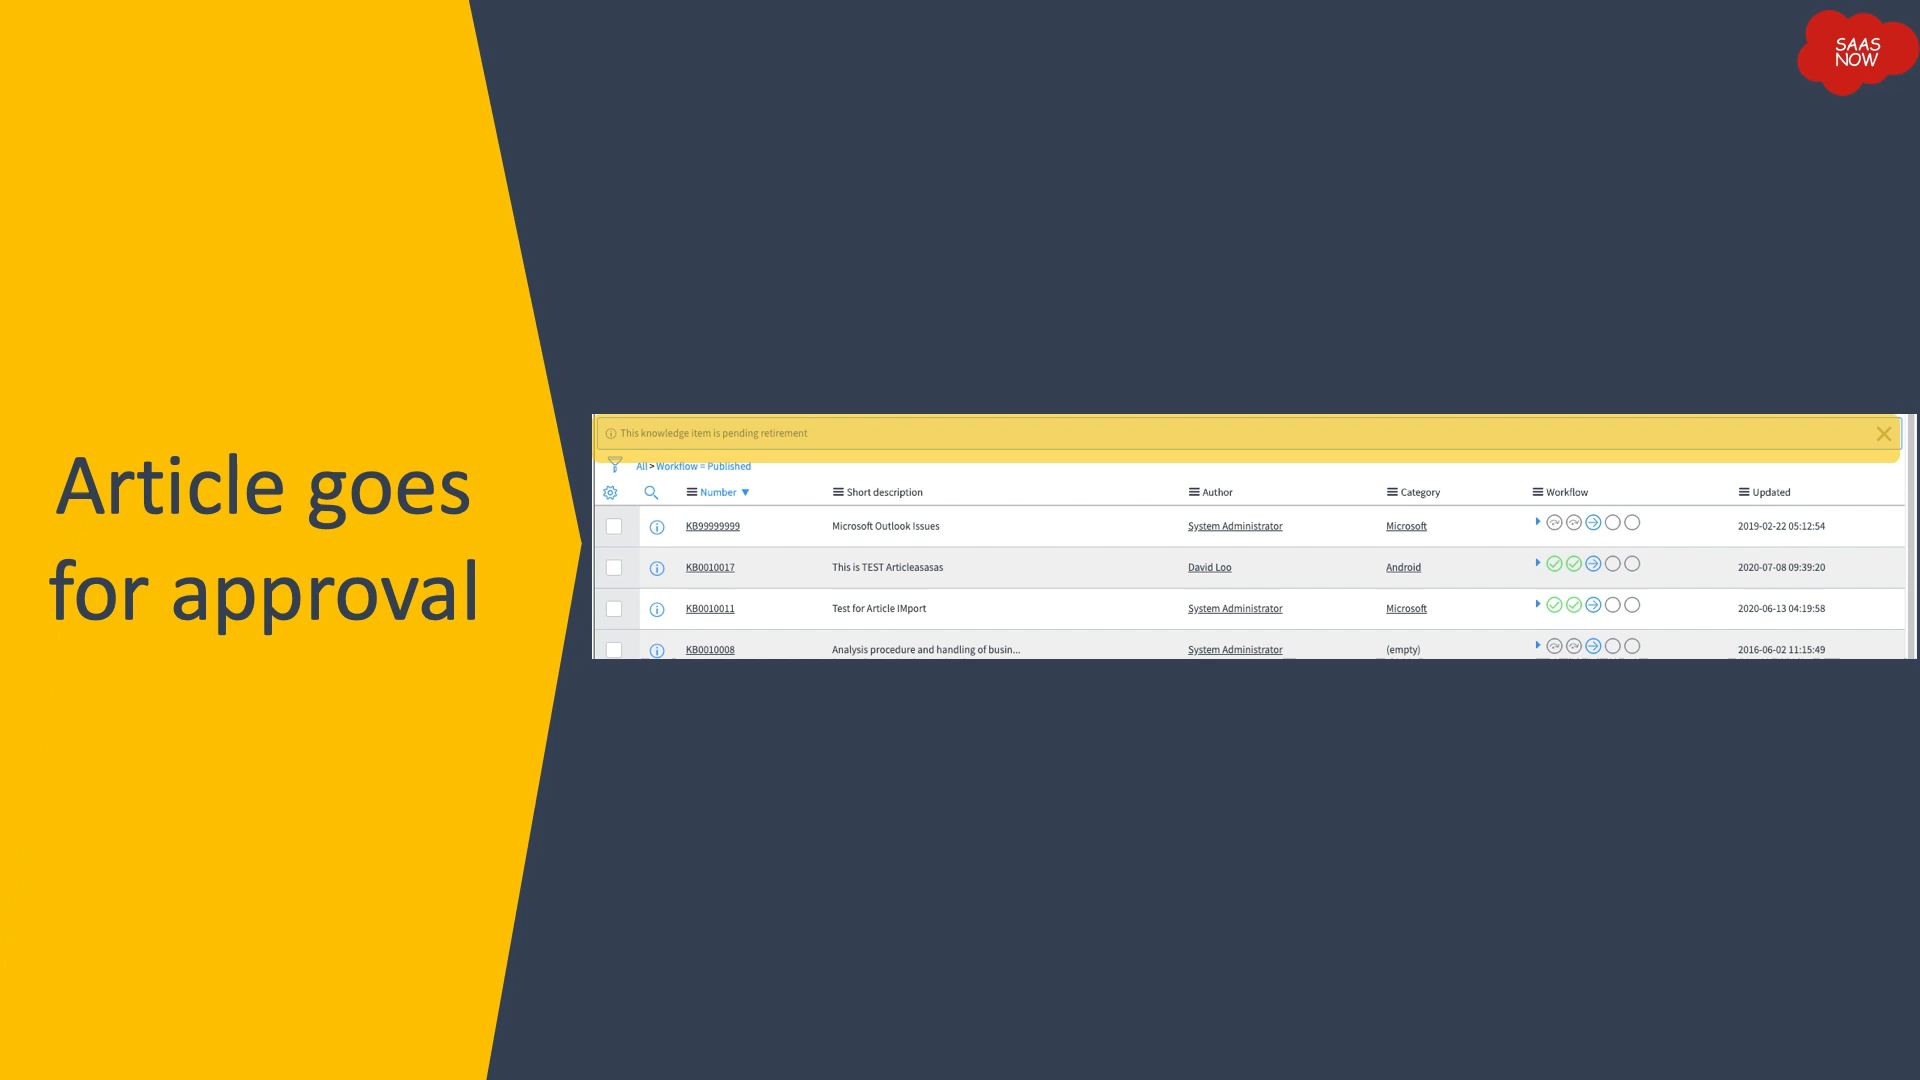 SAAS
NOW
Article goes
for approval
This knowledge item is pending retirement
All > Workflow = Published
Number ▼ Short description Author Category Workflow Updated
KB99999999 Microsoft Outlook Issues System Administrator Microsoft 2019-02-22 05:12:54
KB0010017 This is TEST Articleasasas David Loo Android 2020-07-08 09:39:20
KB0010011 Test for Article IMport System Administrator Microsoft 2020-06-13 04:19:58
KB0010008 Analysis procedure and handling of busin... System Administrator (empty) 2016-06-02 11:15:49